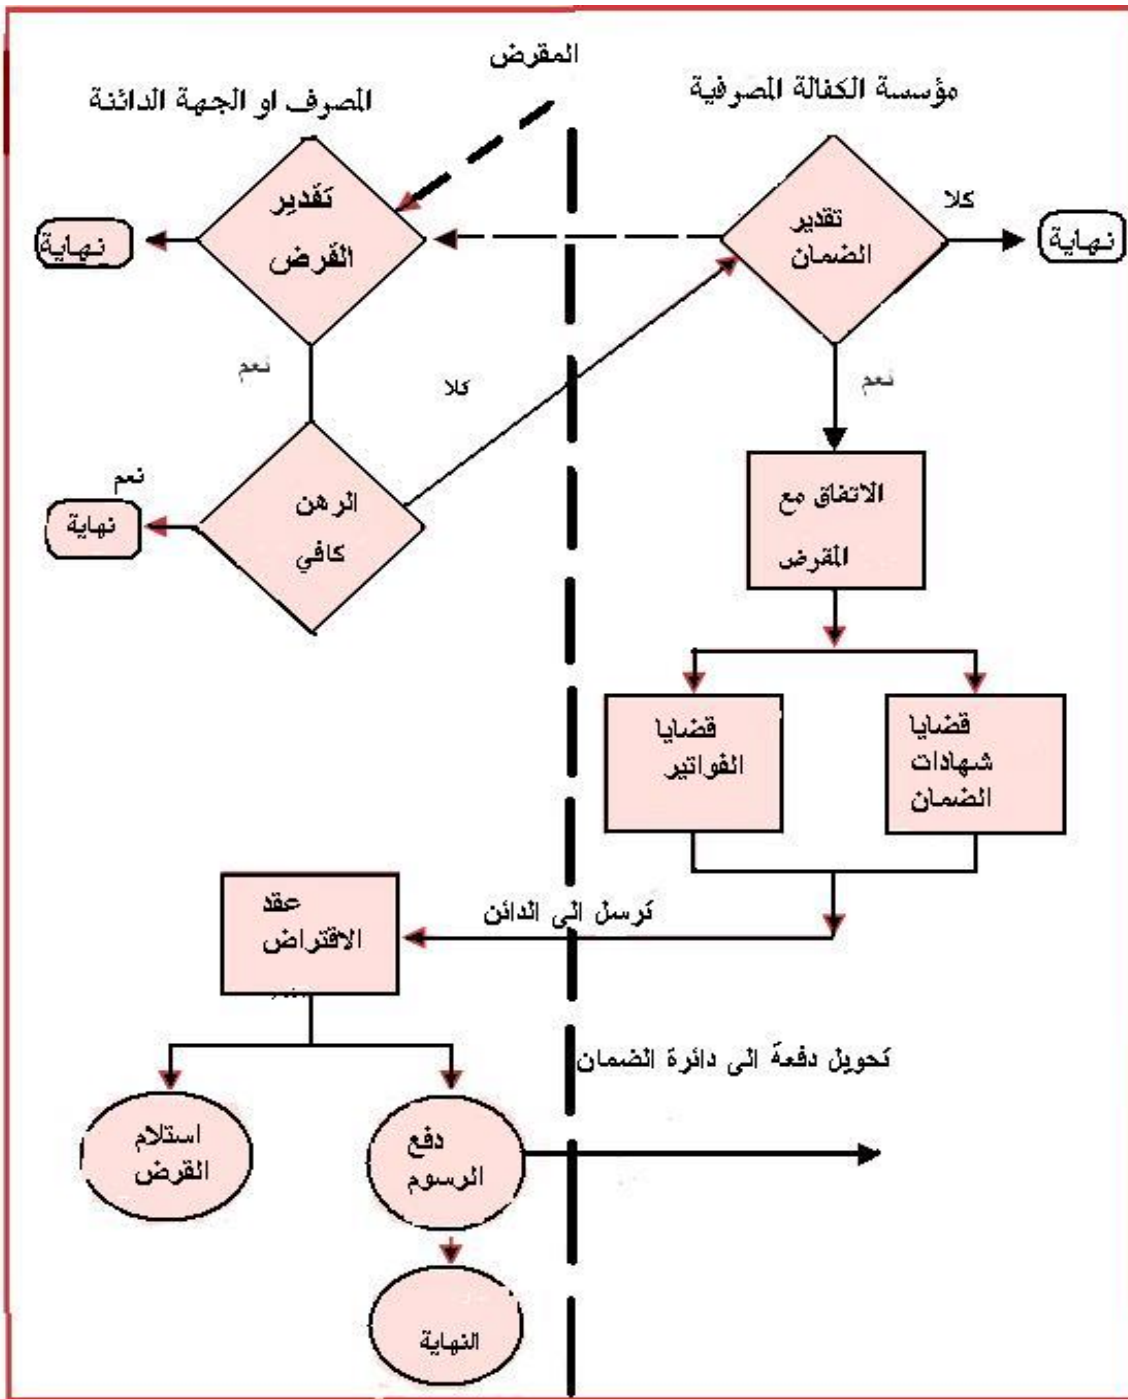 المقرض
مؤسسة الكفالة المصرفية
المصرف او الجهة الدائنة
تقدير
القرض
نهاية
تقدير
الضمان
كلا
نهاية
نعم
كلا
نعم
الرهن
كافي
نعم
نهاية
الاتفاق مع
المقرض
قضايا
الفواتير
قضايا
شهادات
الضمان
ترسل الى الدائن
عقد
الاقتراض
تحويل دفعة الى دائرة الضمان
استلام
القرض
دفع
الرسوم
النهاية